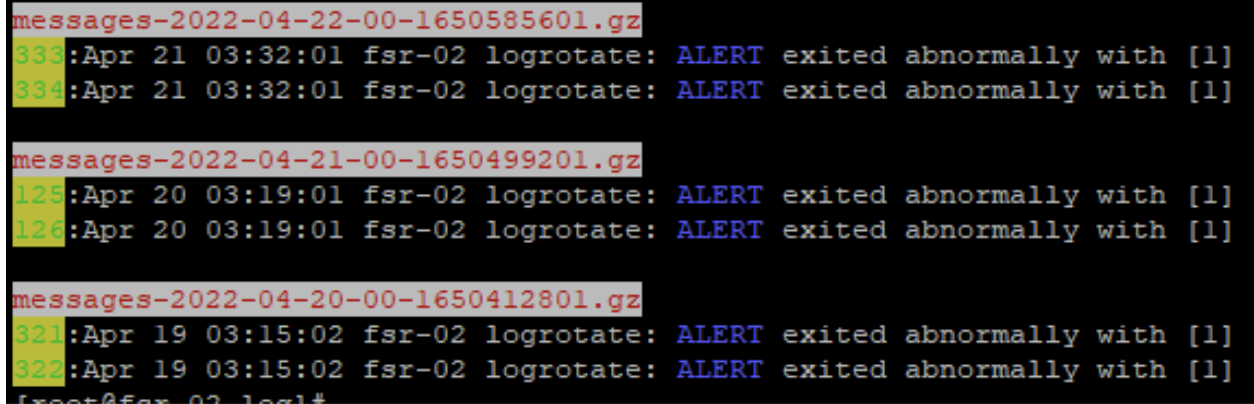 messages-2022-04-22-00-1650585601.gz
333:Apr 21 03:32:01 fsr-02 logrotate: ALERT exited abnormally with [1]
334:Apr 21 03:32:01 fsr-02 logrotate: ALERT exited abnormally with [1]
messages-2022-04-21-00-1650499201.gz
125:Apr 20 03:19:01 fsr-02 logrotate: ALERT exited abnormally with [1]
126:Apr 20 03:19:01 fsr-02 logrotate: ALERT exited abnormally with [1]
messages-2022-04-20-00-1650412801.gz
321:Apr 19 03:15:02 fsr-02 logrotate: ALERT exited abnormally with [1]
322:Apr 19 03:15:02 fsr-02 logrotate: ALERT exited abnormally with [1]
[root@fsr-02 log]#